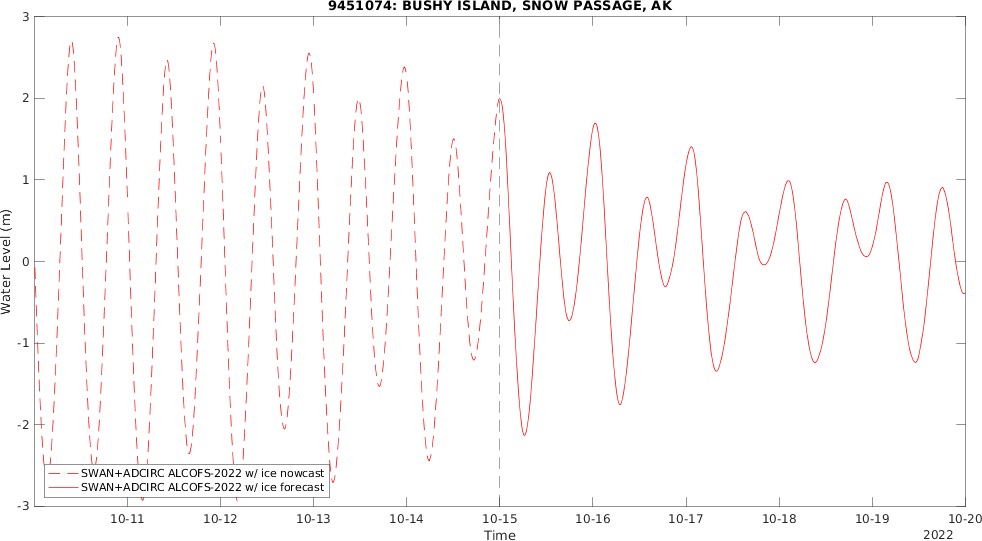 9451074: BUSHY ISLAND, SNOW PASSAGE, AK
3
2
1
0
-1
-2
-3
Water Level (m)
SWAN+ADCIRC ALCOFS-2022 w/ ice nowcast
SWAN+ADCIRC ALCOFS-2022 w/ ice forecast
10-11 10-12 10-13 10-14 10-15 10-16 10-17 10-18 10-19 10-20
Time
2022